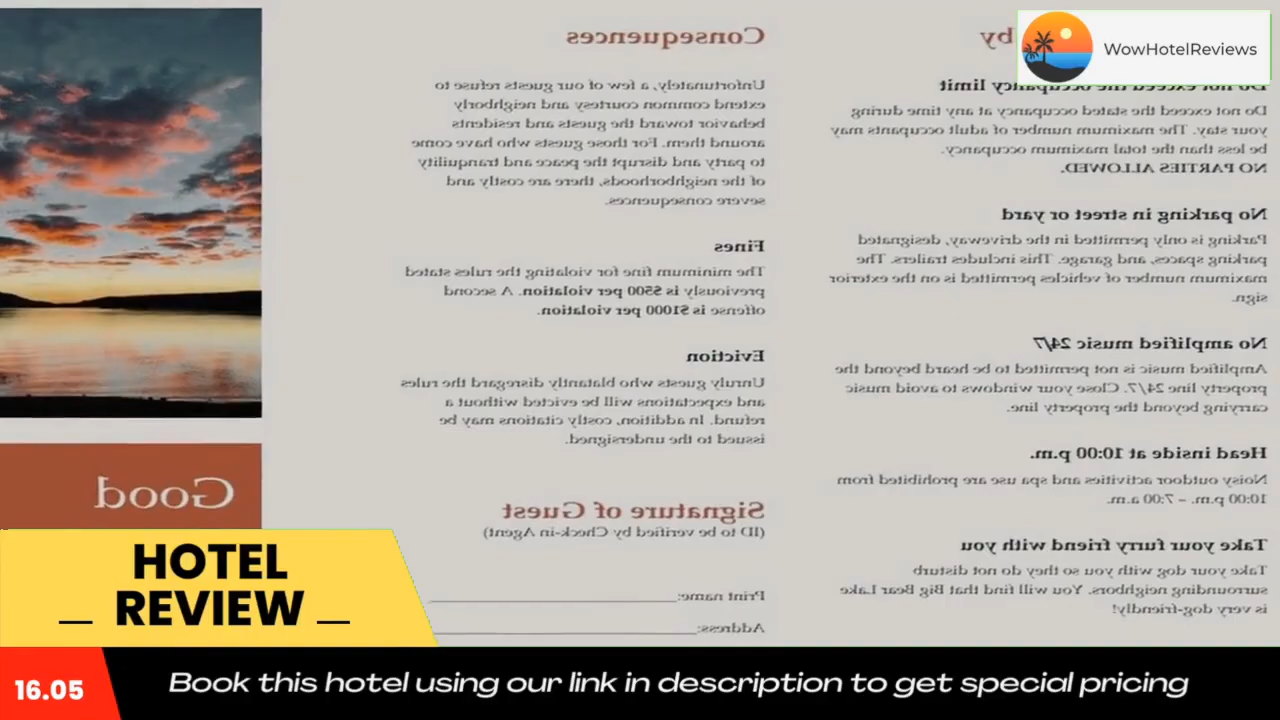 WowHotelReviews
Consequences
Unfortunately, a few of our guests refuse to
extend common courtesy and neighborly
behavior toward the guests and residents
around them. For those guests who have come
to party and disrupt the peace and tranquility
of the neighborhoods, there are costly and
severe consequences.
Fines
The minimum fine for violating the rules stated
previously is $500 per violation. A second
offense is $1000 per violation.
Eviction
Unruly guests who blatantly disregard the rules
and expectations will be evicted without a
refund. In addition, costly citations may be
issued to the undersigned.
Signature of Guest
(ID to be verified by Check-in Agent)
Print name:
Address:
by
Do not exceed the occupancy limit
Do not exceed the stated occupancy at any time during
your stay. The maximum number of adult occupants may
be less than the total maximum occupancy.
NO PARTIES ALLOWED.
No parking in street or yard
Parking is only permitted in the driveway, designated
parking spaces, and garage. This includes trailers. The
maximum number of vehicles permitted is on the exterior
sign.
No amplified music 24/7
Amplified music is not permitted to be heard beyond the
property line 24/7. Close your windows to avoid music
carrying beyond the property line.
Head inside at 10:00 p.m.
Noisy outdoor activities and spa use are prohibited from
10:00 p.m. – 7:00 a.m.
Take your furry friend with you
Take your dog with you so they do not disturb
surrounding neighbors. You will find that Big Bear Lake
is very dog-friendly!
Good
HOTEL
REVIEW
16.05
Book this hotel using our link in description to get special pricing